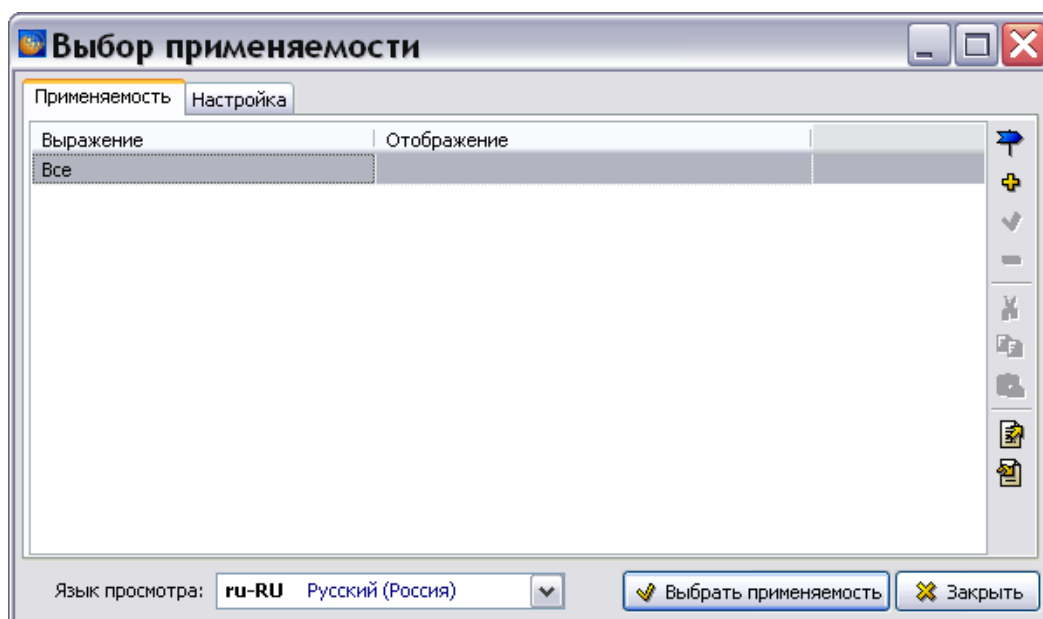 Выбор применяемости
Применяемость Настройка
Выражение Отображение
Все
Язык просмотра: ru-RU Русский (Россия) Выбрать применяемость Закрыть